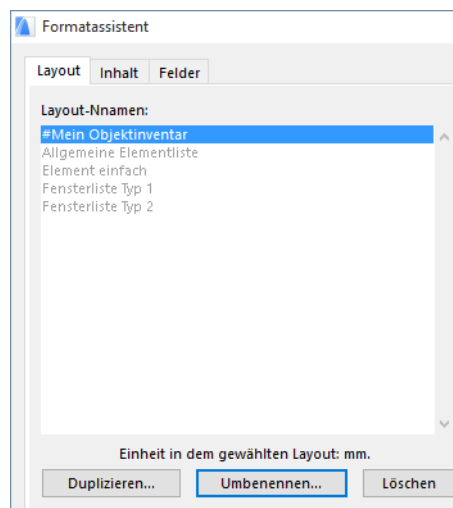 Formatassistent
Layout Inhalt Felder
Layout-Nnamen:
#Mein Objektinventar
Allgemeine Elementliste
Element einfach
Fensterliste Typ 1
Fensterliste Typ 2
Einheit in dem gewählten Layout: mm.
Duplizieren... Umbenennen... Löschen